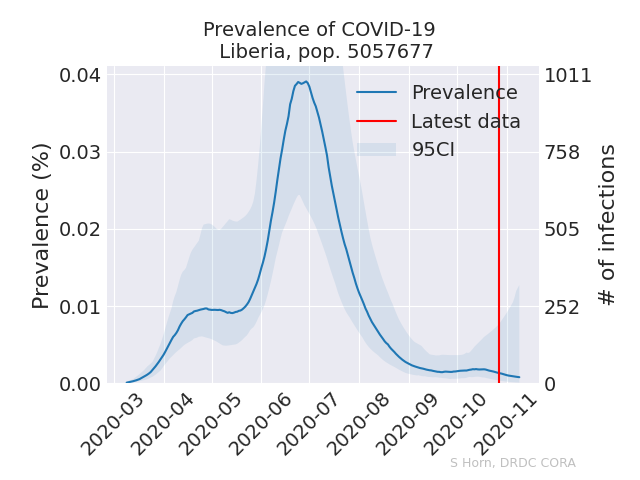 Prevalence of COVID-19
Liberia, pop. 5057677
Prevalence (%)
0.04
0.03
0.02
0.01
0.00
Prevalence
Latest data
95CI
1011
758
505
252
0
# of infections
2020-03
2020-04
2020-05
2020-06
2020-07
2020-08
2020-09
2020-10
2020-11
S Horn, DRDC CORA